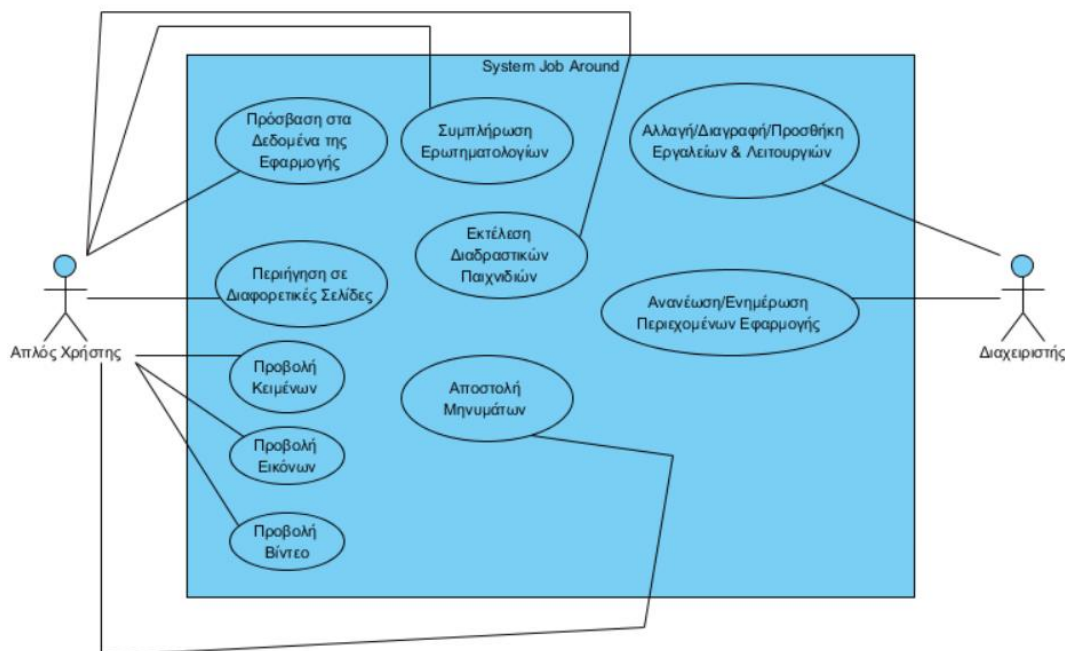 System Job Around
Πρόσβαση στα
Δεδομένα της
Εφαρμογής
Συμπλήρωση
Ερωτηματολογίων
Αλλαγή/Διαγραφή/Προσθήκη
Εργαλείων & Λειτουργιών
Εκτέλεση
Διαδραστικών
Παιχνιδιών
Περιήγηση σε
Διαφορετικές Σελίδες
Ανανέωση/Ενημέρωση
Περιεχομένων Εφαρμογής
Απλός Χρήστης
Διαχειριστής
Προβολή
Κειμένων
Αποστολή
Μηνυμάτων
Προβολή
Εικόνων
Προβολή
Βίντεο